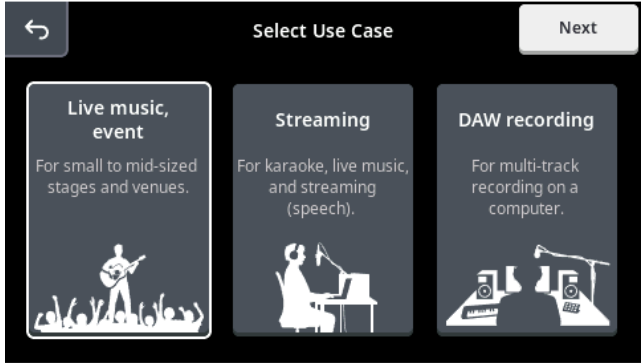 Select Use Case
Next
Live music,
event
For small to mid-sized
stages and venues.
Streaming
For karaoke, live music,
and streaming
(speech).
DAW recording
For multi-track
recording on a
computer.